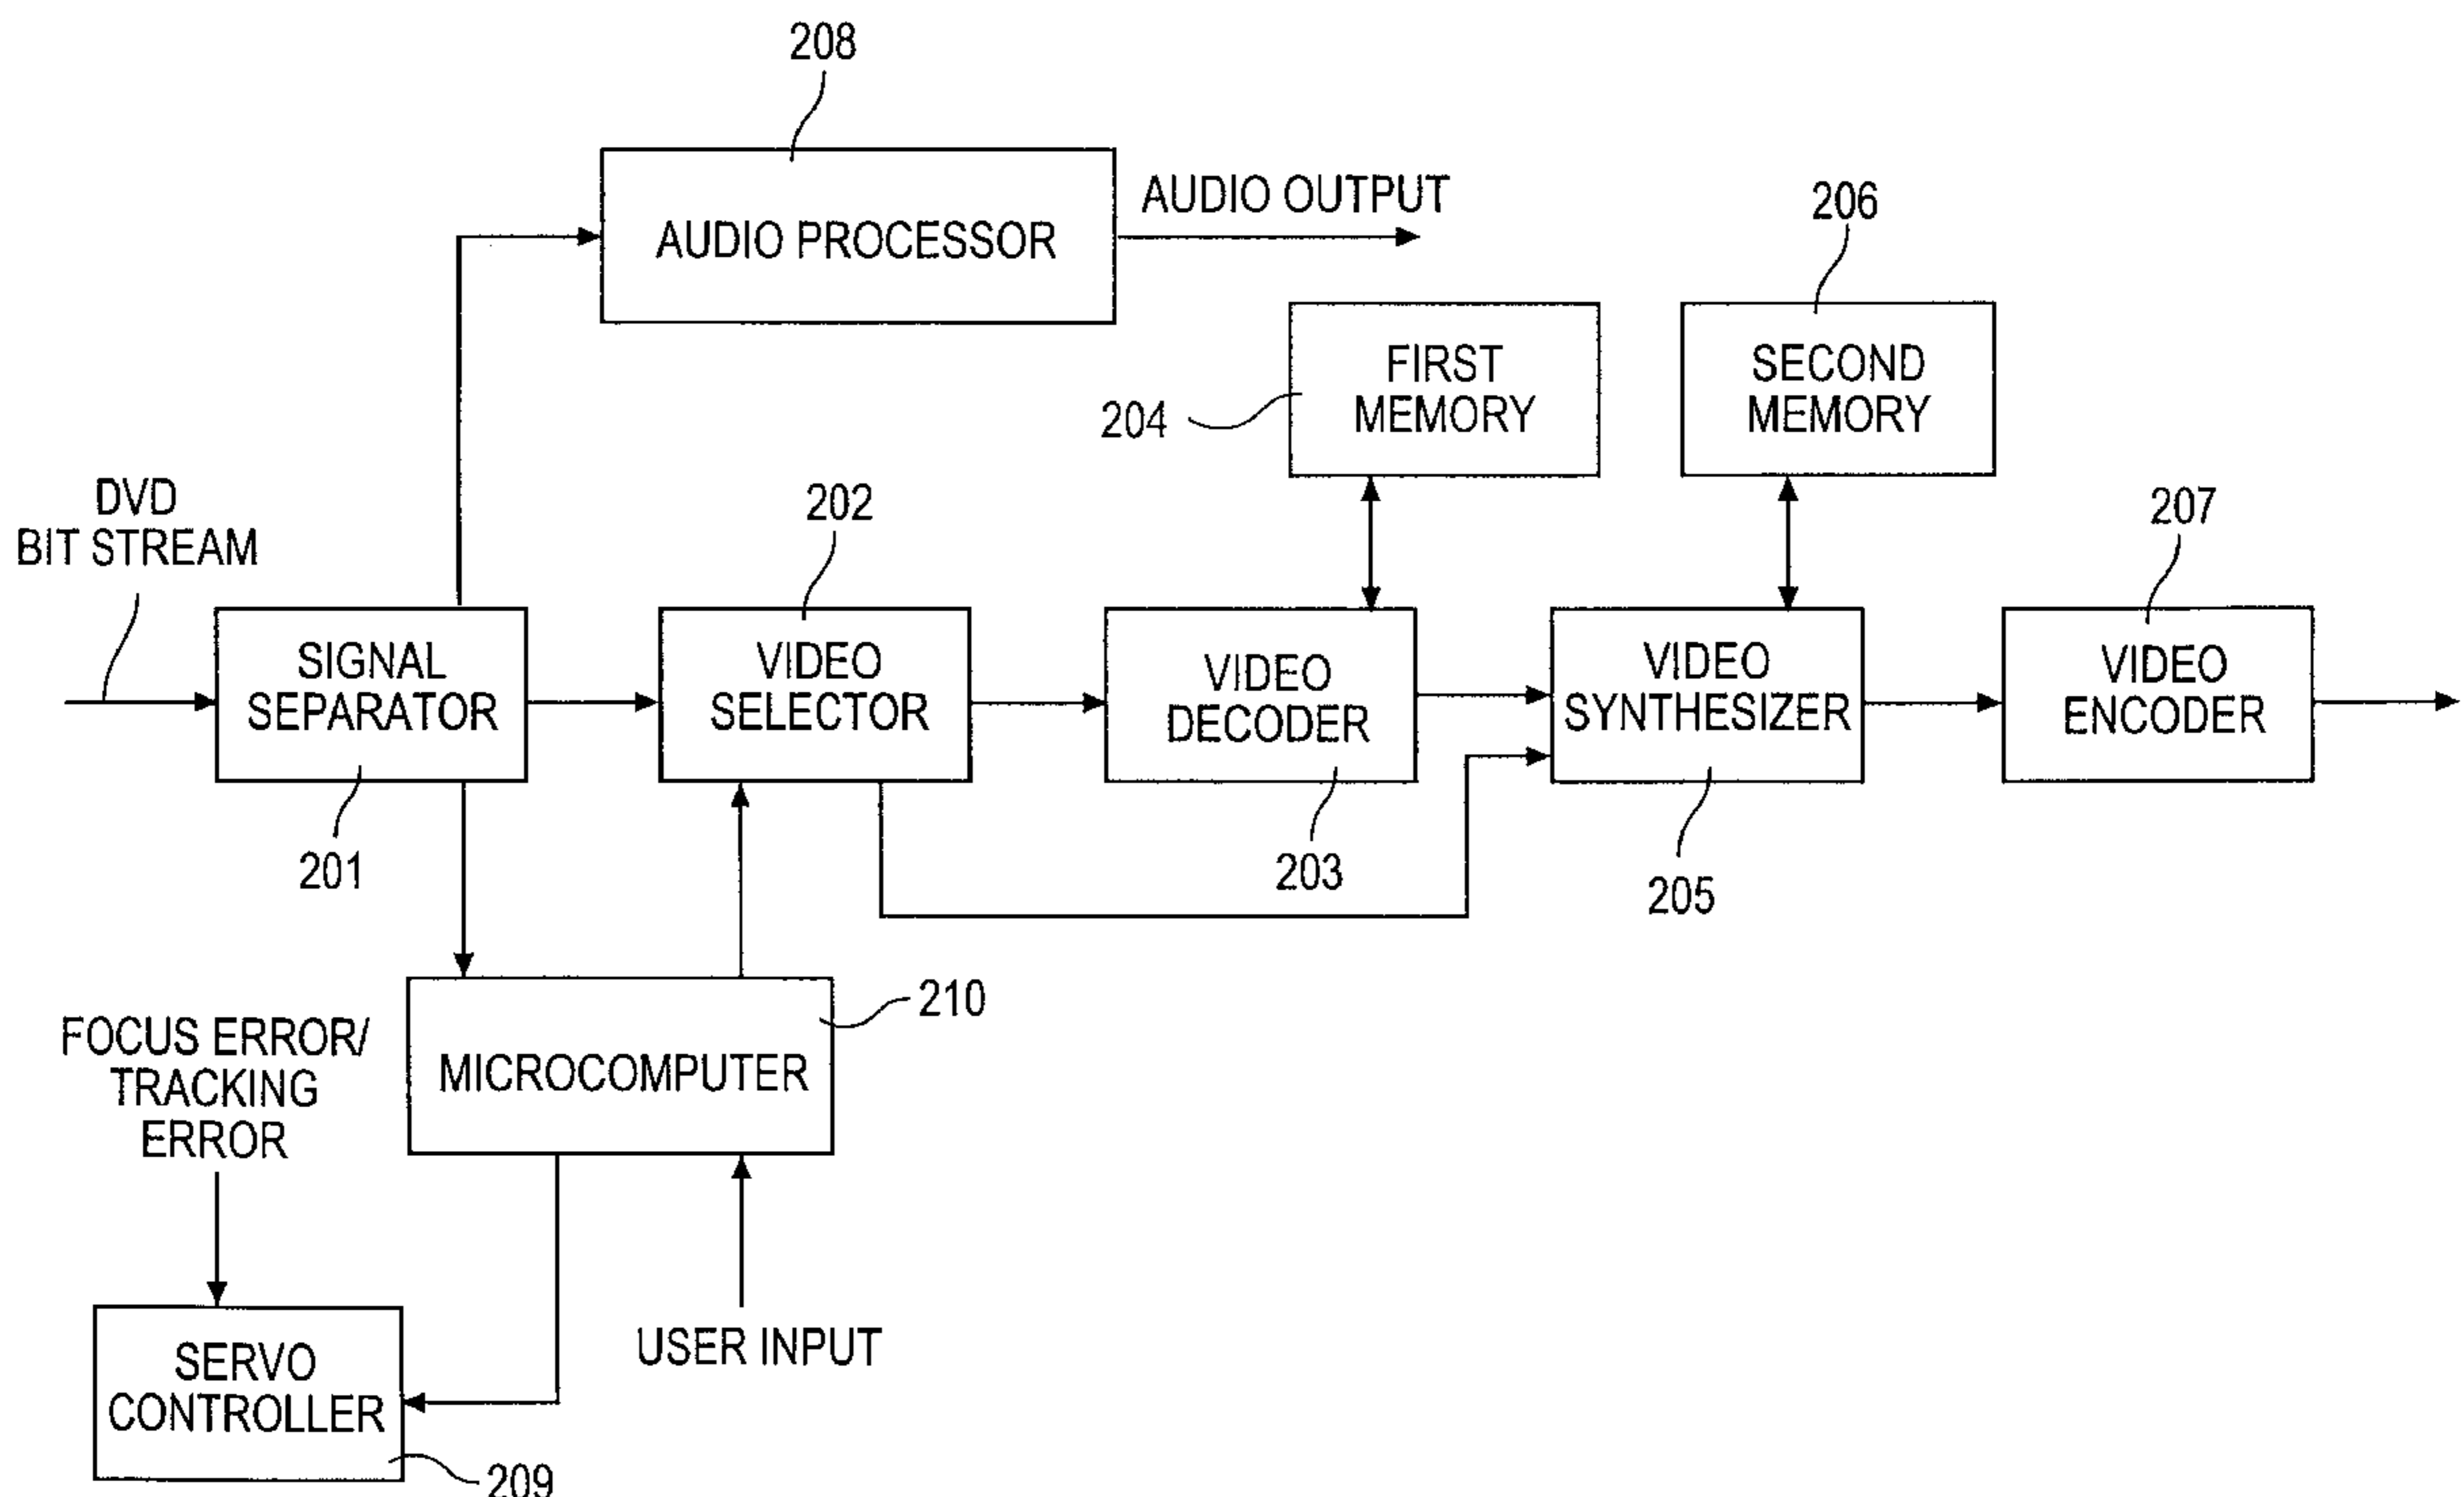 208
AUDIO PROCESSOR
AUDIO OUTPUT
206
FIRST
MEMORY
204
SECOND
MEMORY
DVD
BIT STREAM
202
207
SIGNAL
SEPARATOR
VIDEO
SELECTOR
VIDEO
DECODER
VIDEO
SYNTHESIZER
VIDEO
ENCODER
201
203
205
210
MICROCOMPUTER
FOCUS ERROR/
TRACKING
ERROR
USER INPUT
SERVO
CONTROLLER
209